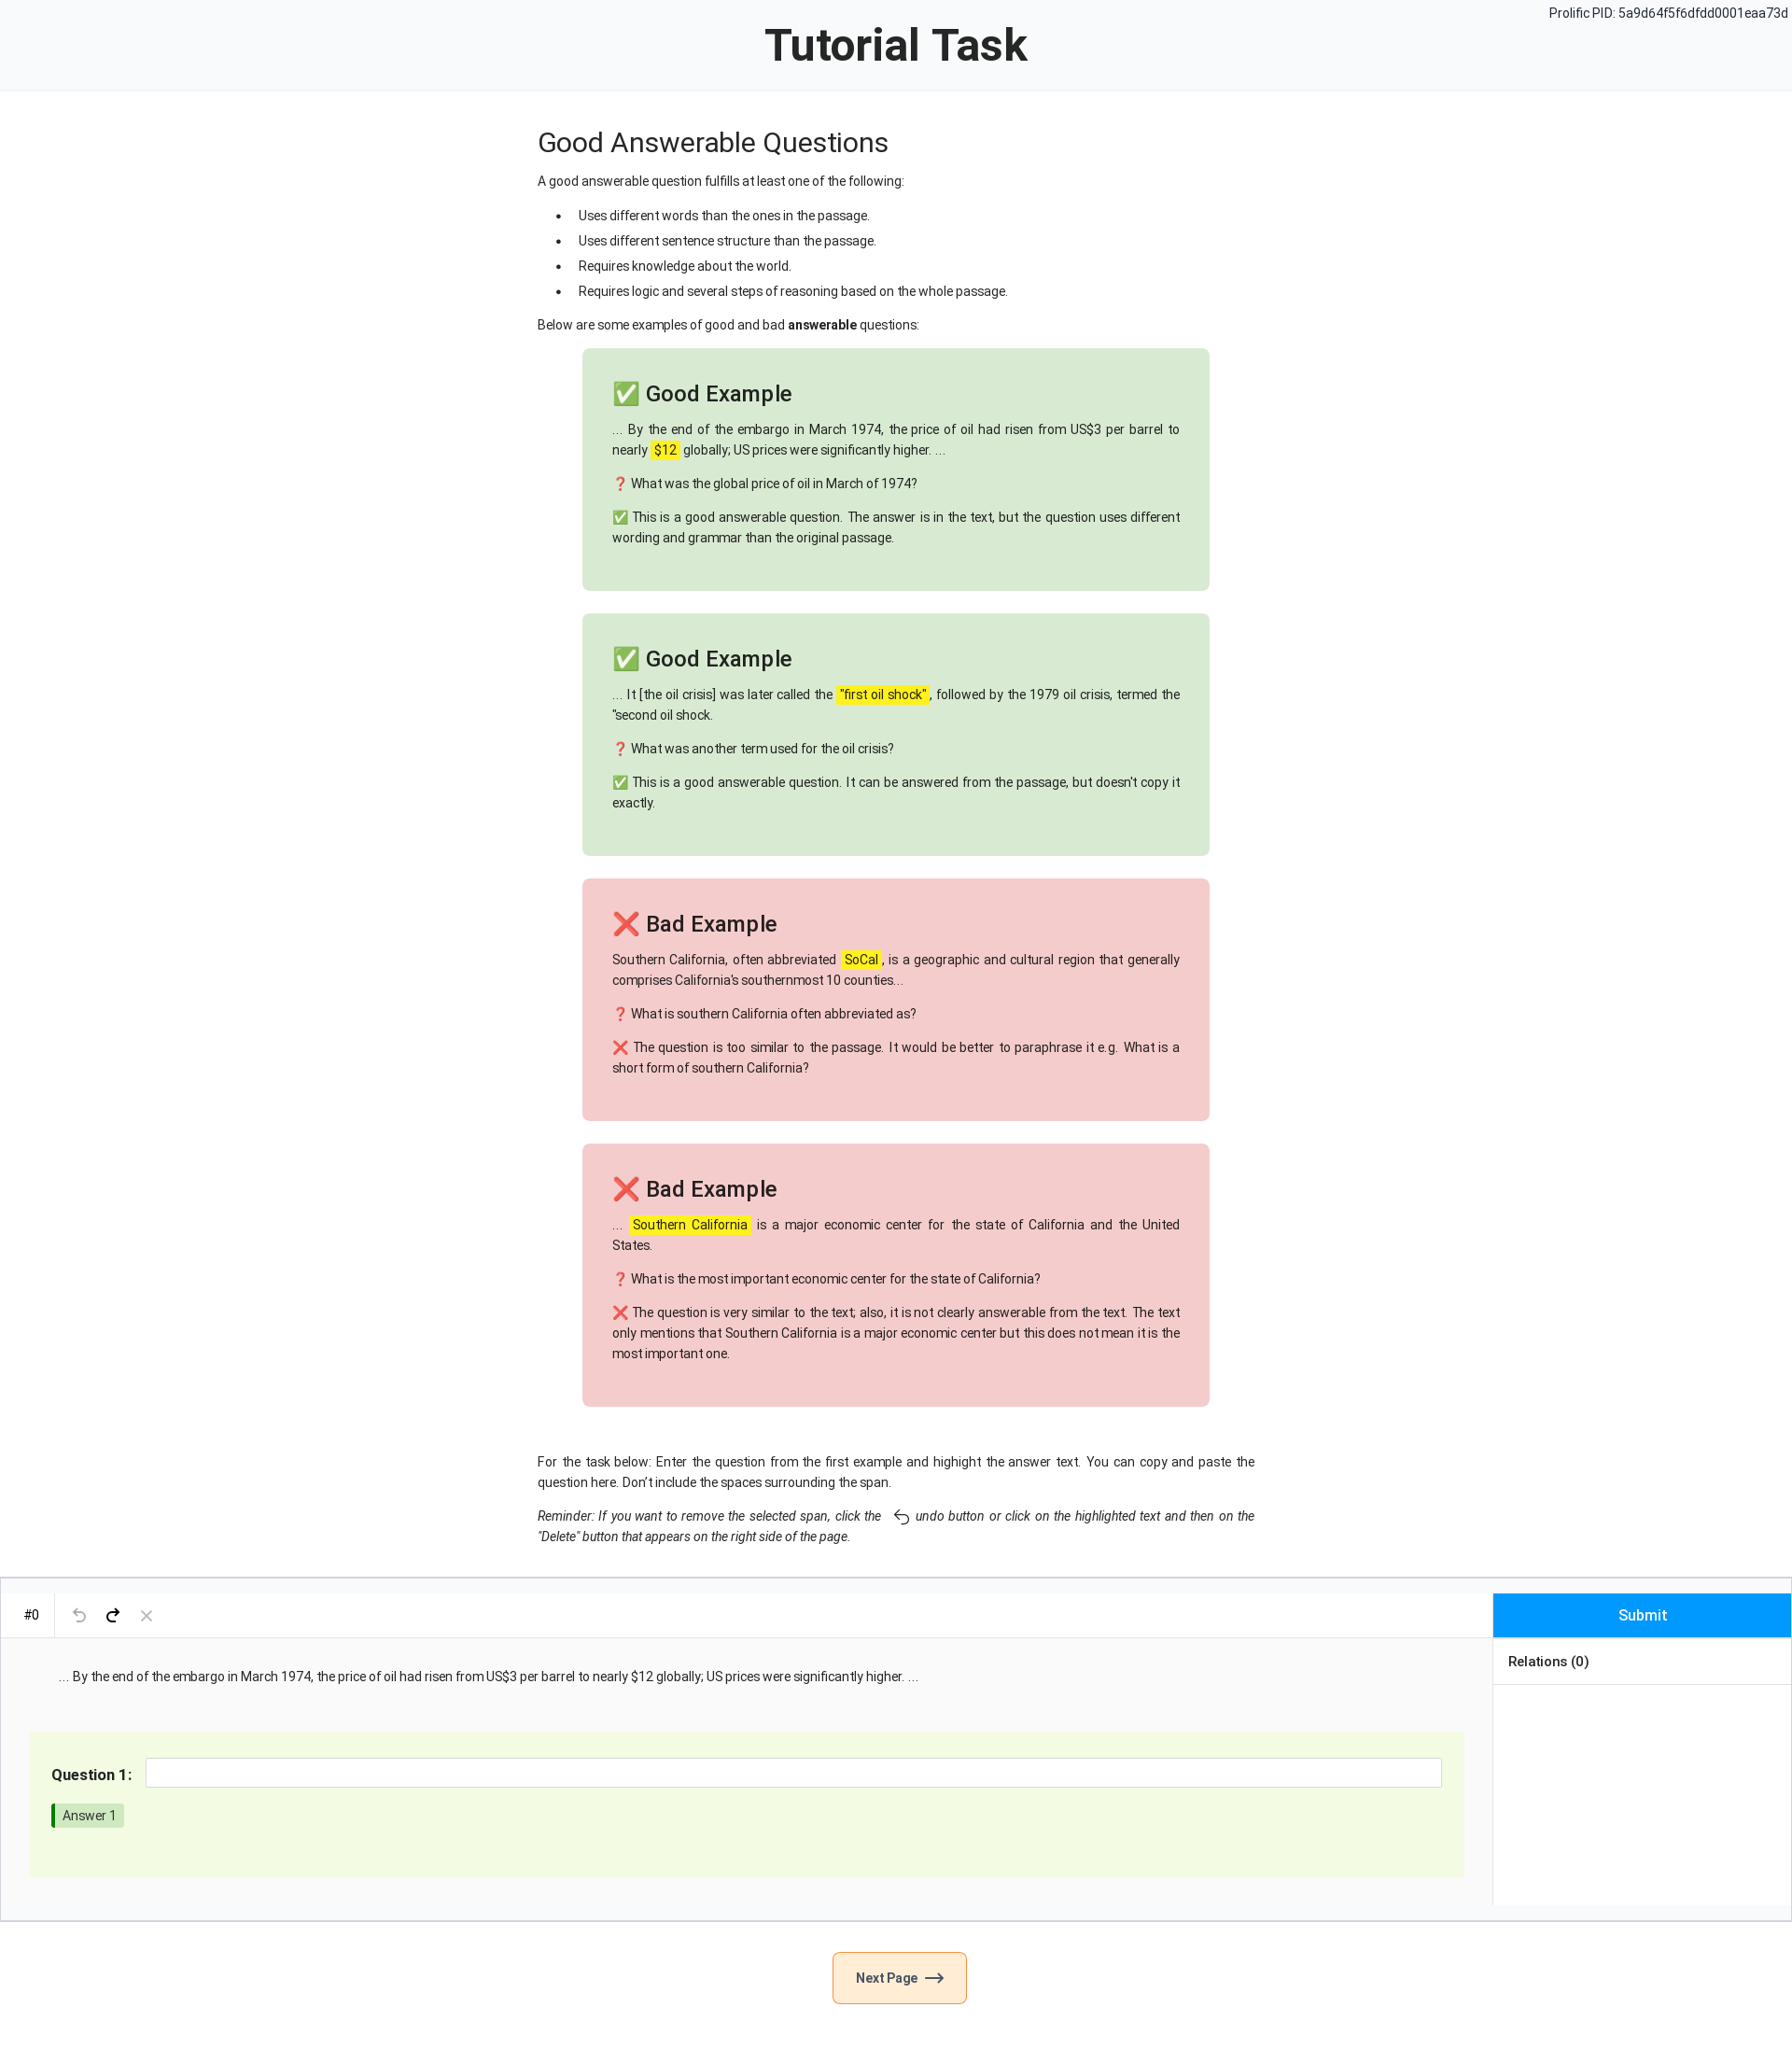 Prolific PID: 5a9d64f5f6dfdd0001eaa73d
Tutorial Task
Good Answerable Questions
A good answerable question fulfills at least one of the following:
• Uses different words than the ones in the passage.
• Uses different sentence structure than the passage.
• Requires knowledge about the world.
• Requires logic and several steps of reasoning based on the whole passage.
Below are some examples of good and bad answerable questions:
✅ Good Example
... By the end of the embargo in March 1974, the price of oil had risen from US$3 per barrel to
nearly $12 globally; US prices were significantly higher. ...
❓ What was the global price of oil in March of 1974?
✅ This is a good answerable question. The answer is in the text, but the question uses different
wording and grammar than the original passage.
✅ Good Example
... It [the oil crisis] was later called the "first oil shock", followed by the 1979 oil crisis, termed the
"second oil shock.
❓ What was another term used for the oil crisis?
✅ This is a good answerable question. It can be answered from the passage, but doesn't copy it
exactly.
❌ Bad Example
Southern California, often abbreviated SoCal, is a geographic and cultural region that generally
comprises California's southernmost 10 counties...
❓ What is southern California often abbreviated as?
❌ The question is too similar to the passage. It would be better to paraphrase it e.g. What is a
short form of southern California?
❌ Bad Example
... Southern California is a major economic center for the state of California and the United
States.
❓ What is the most important economic center for the state of California?
❌ The question is very similar to the text; also, it is not clearly answerable from the text. The text
only mentions that Southern California is a major economic center but this does not mean it is the
most important one.
For the task below: Enter the question from the first example and highight the answer text. You can copy and paste the
question here. Don't include the spaces surrounding the span.
Reminder: If you want to remove the selected span, click the undo button or click on the highlighted text and then on the
"Delete" button that appears on the right side of the page.
#0
Submit
Relations (0)
... By the end of the embargo in March 1974, the price of oil had risen from US$3 per barrel to nearly $12 globally; US prices were significantly higher. ...
Question 1:
Answer 1
Next Page →